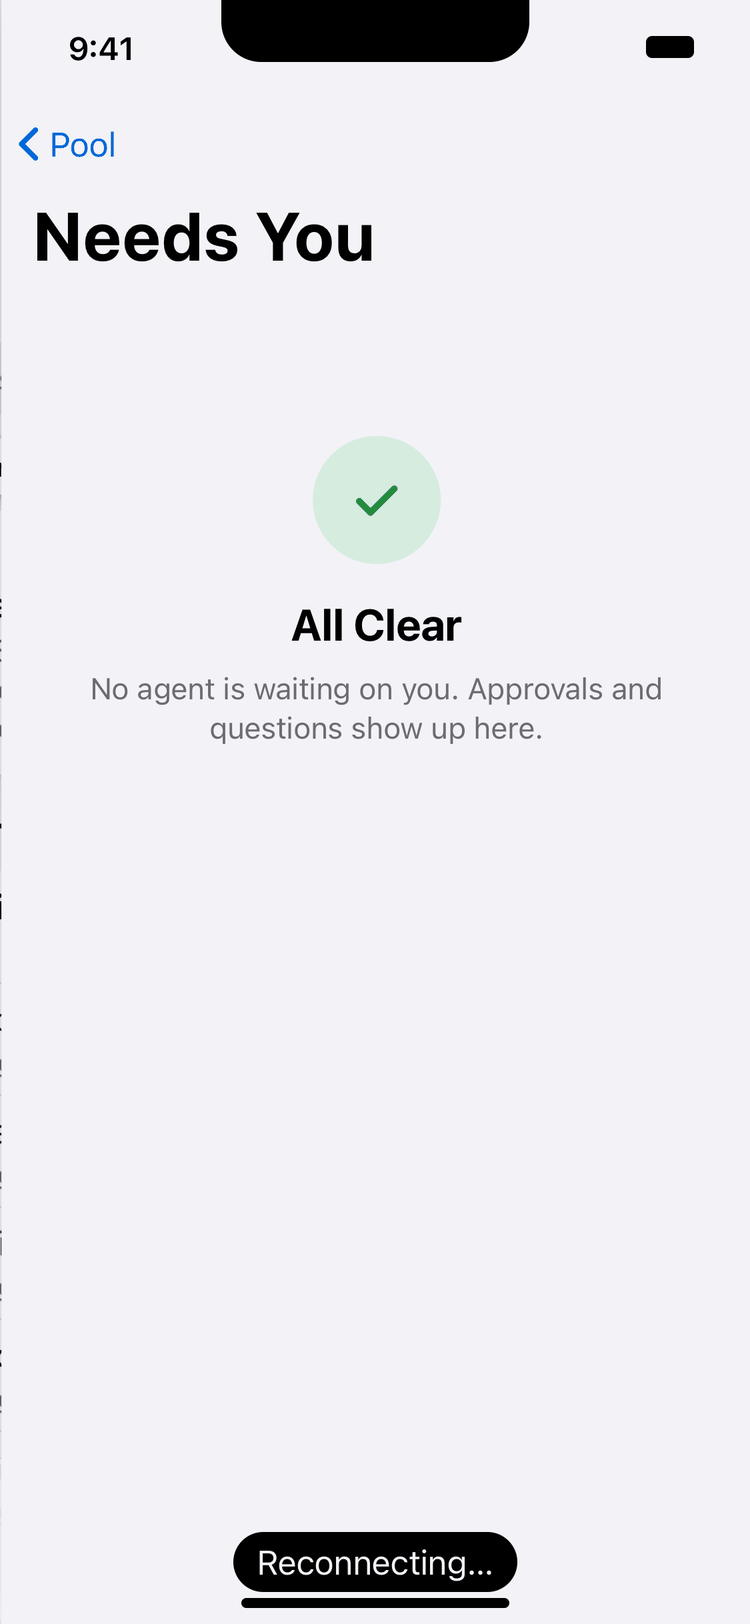 9:41
Pool
Needs You
All Clear
No agent is waiting on you. Approvals and
questions show up here.
Reconnecting...